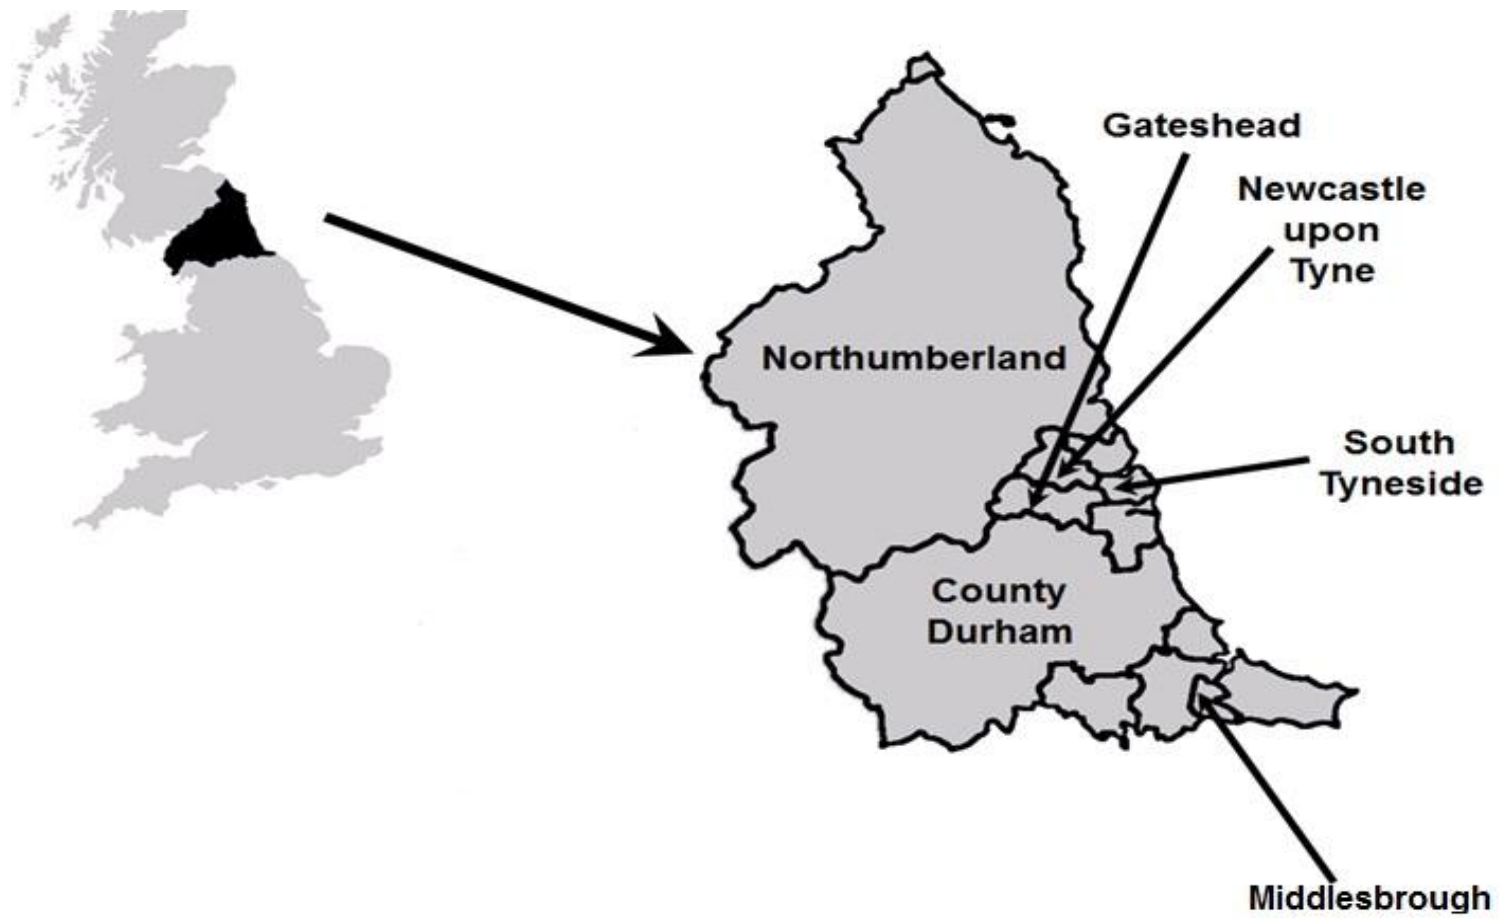 Gateshead
Newcastle
upon
Tyne
Northumberland
South
Tyneside
County
Durham
Middlesbrough